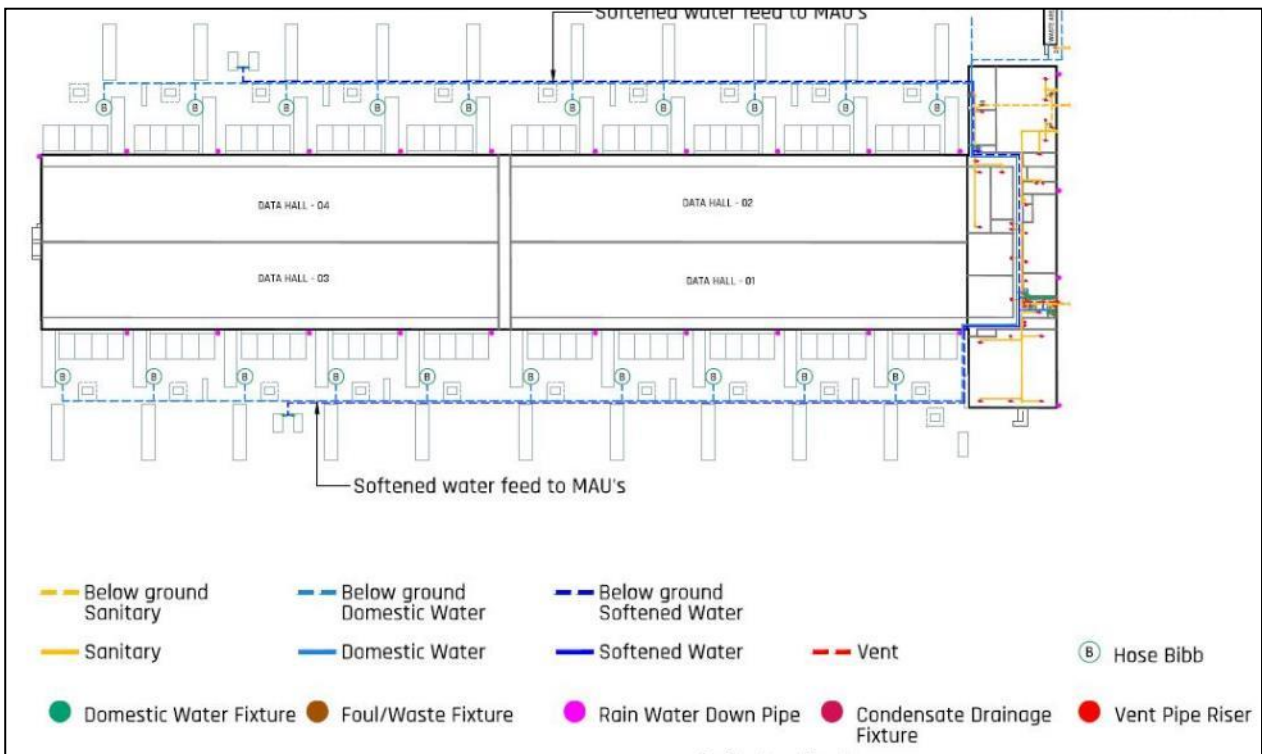 Softened water feed to MAU's
WASTE ARE
B B B B B B B B B B
DATA HALL - 04
DATA HALL - 02
DATA HALL - 03
DATA HALL - 01
B B B B B B B B B B
Softened water feed to MAU's
Below ground
Sanitary
Below ground
Domestic Water
Below ground
Softened Water
Sanitary
Domestic Water
Softened Water
Vent
B Hose Bibb
Domestic Water Fixture
Foul/Waste Fixture
Rain Water Down Pipe
Condensate Drainage
Fixture
Vent Pipe Riser